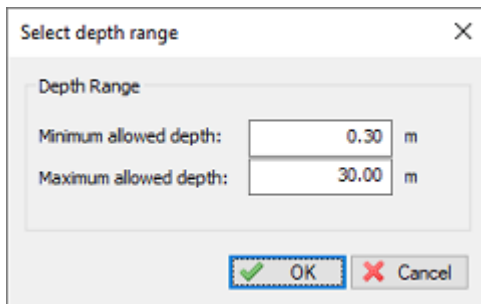 Select depth range
Depth Range
Minimum allowed depth: 0.30 m
Maximum allowed depth: 30.00 m
OK Cancel